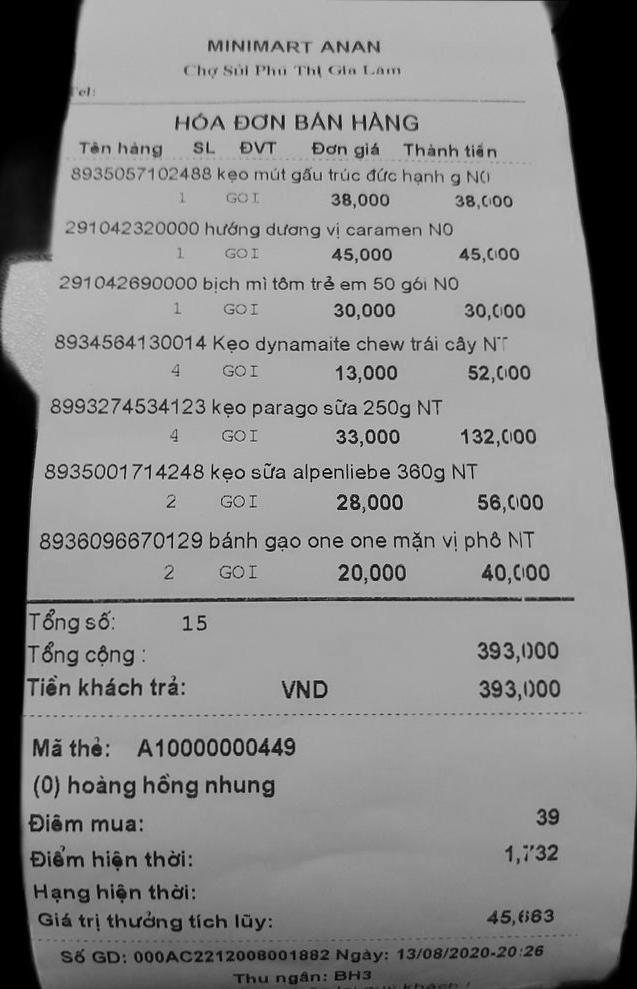 MINIMART ANAN
Chợ Sủi Phú Thị Gia Lâm
Tel:
HÓA ĐƠN BÁN HÀNG
Tên hàng SL ĐVT Đơn giá Thành tiền
8935057102488 kẹo mút gấu trúc đức hạnh g N0
1 GOI 38,000 38,000
291042320000 hướng dương vị caramen N0
1 GOI 45,000 45,000
291042690000 bịch mì tôm trẻ em 50 gói N0
1 GOI 30,000 30,000
8934564130014 Kẹo dynamaite chew trái cây NT
4 GOI 13,000 52,000
8993274534123 kẹo parago sữa 250g NT
4 GOI 33,000 132,000
8935001714248 kẹo sữa alpenliebe 360g NT
2 GOI 28,000 56,000
8936096670129 bánh gạo one one mặn vị phô NT
2 GOI 20,000 40,000
Tổng số: 15
Tổng cộng : 393,000
Tiền khách trả: VND 393,000
Mã thẻ: A10000000449
(0) hoàng hồng nhung
Điểm mua: 39
Điểm hiện thời: 1,732
Hạng hiện thời:
Giá trị thưởng tích lũy: 45,663
Số GD: 000AC2212008001882 Ngày: 13/08/2020-20:26
Thu ngân: BH3